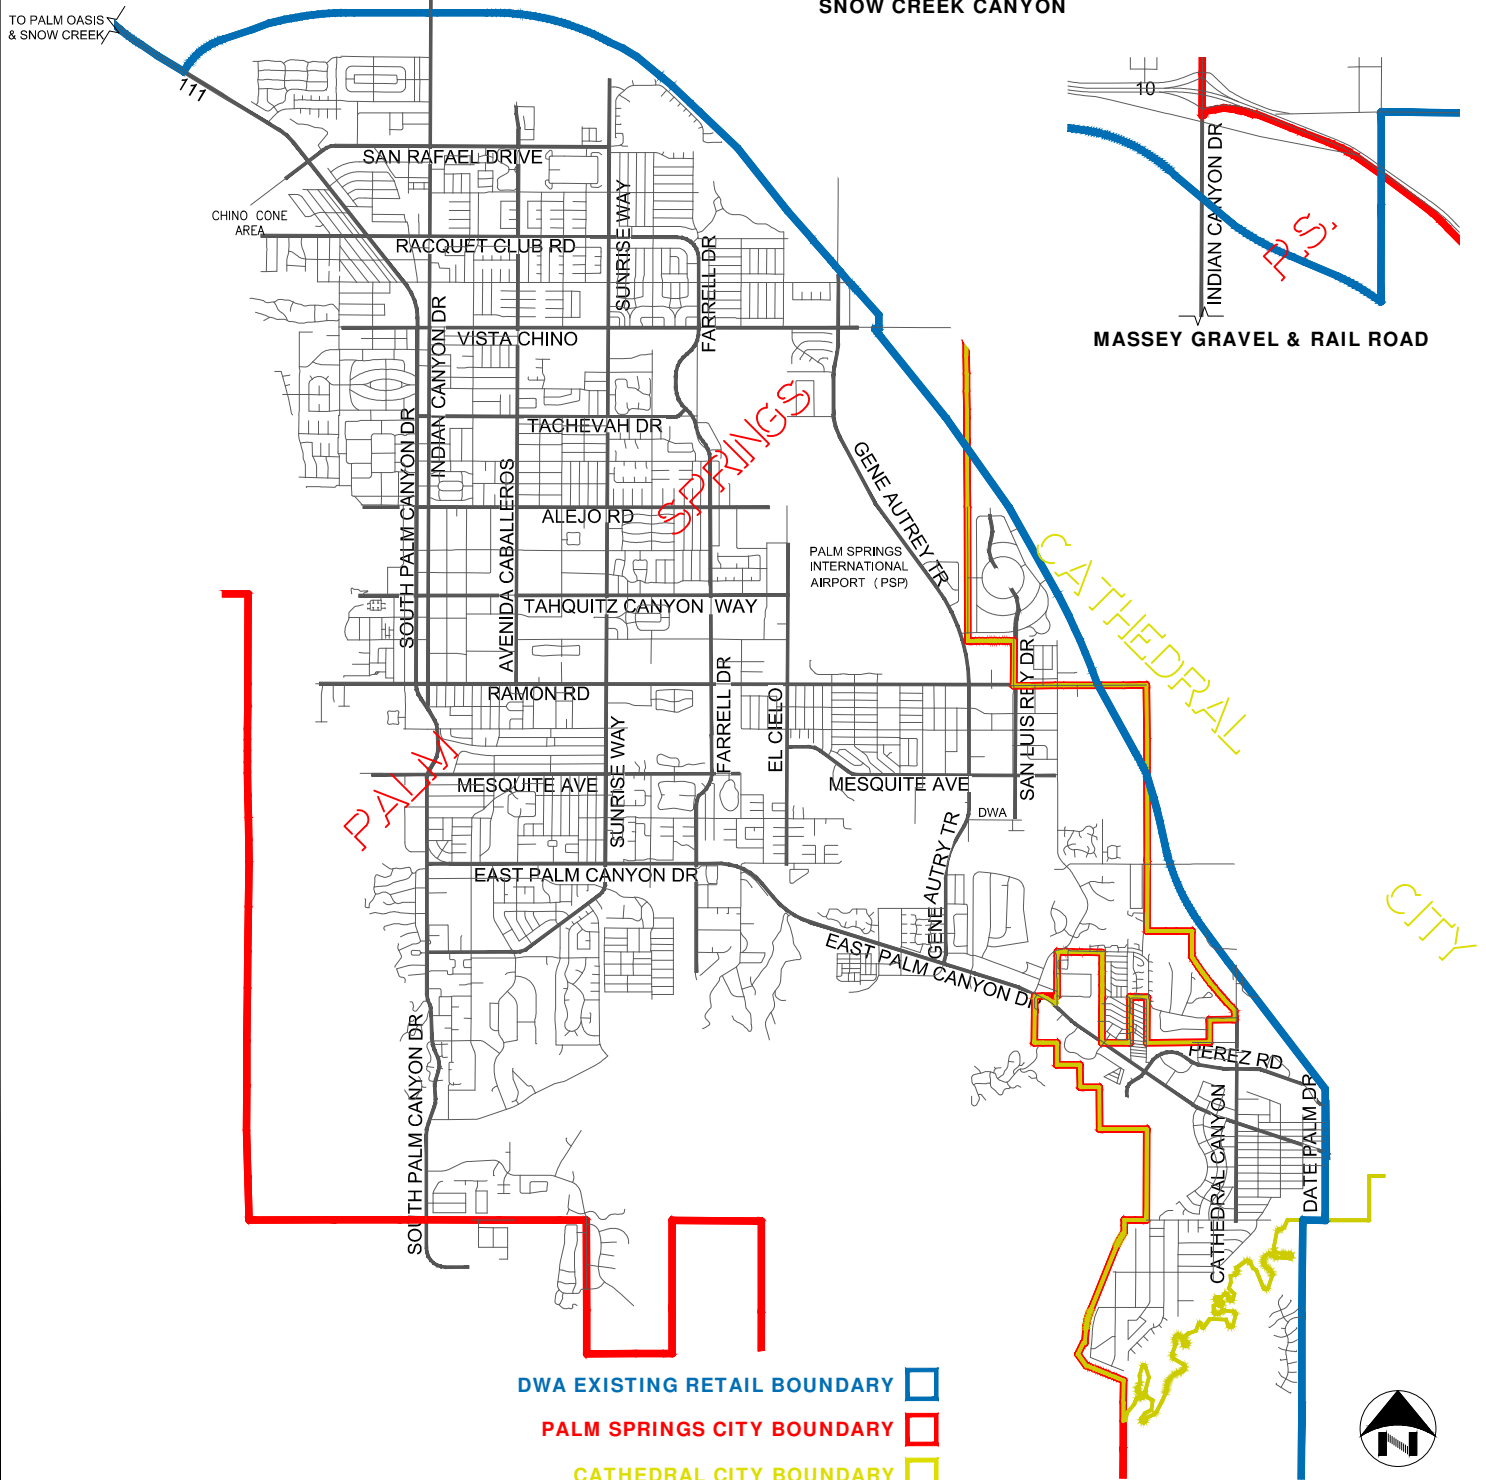 SNOW CREEK CANYON
TO PALM OASIS
& SNOW CREEK
111
10
INDIAN CANYON DR
P.S.
MASSEY GRAVEL & RAIL ROAD
SAN RAFAEL DRIVE
CHINO CONE
AREA
RACQUET CLUB RD
SUNRISE WAY
FARRELL DR
VISTA CHINO
INDIAN CANYON DR
SOUTH PALM CANYON DR
TACHEVAH DR
SPRINGS
GENE AUTREY TR
AVENIDA CABALLEROS
ALEJO RD
PALM SPRINGS
INTERNATIONAL
AIRPORT (PSP)
CATHEDRAL
TAHQUITZ CANYON WAY
RAMON RD
FARRELL DR
EL CIELO
SAN LUIS REY DR
PALM
SUNRISE WAY
MESQUITE AVE
MESQUITE AVE
DWA
GENE AUTRY TR
EAST PALM CANYON DR
CITY
EAST PALM CANYON DR
SOUTH PALM CANYON DR
PEREZ RD
CATHEDRAL CANYON
DATE PALM DR
DWA EXISTING RETAIL BOUNDARY
PALM SPRINGS CITY BOUNDARY
CATHEDRAL CITY BOUNDARY
N